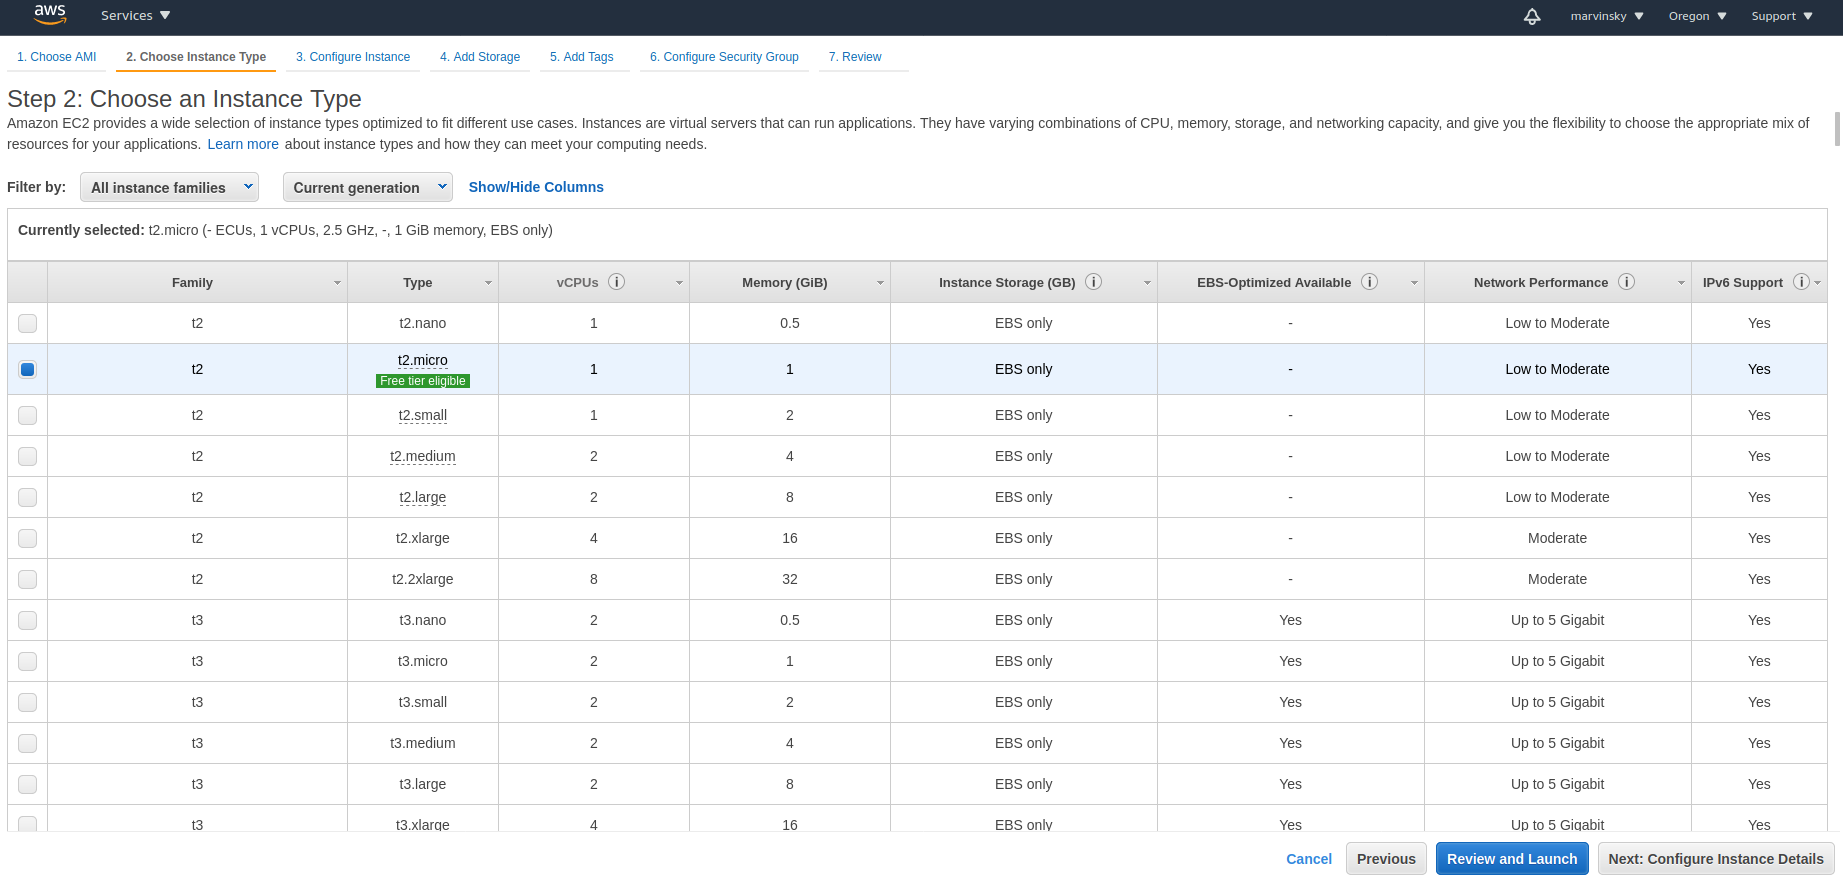 aws Services marvinsky Oregon Support
1. Choose AMI 2. Choose Instance Type 3. Configure Instance 4. Add Storage 5. Add Tags 6. Configure Security Group 7. Review
Step 2: Choose an Instance Type
Amazon EC2 provides a wide selection of instance types optimized to fit different use cases. Instances are virtual servers that can run applications. They have varying combinations of CPU, memory, storage, and networking capacity, and give you the flexibility to choose the appropriate mix of
resources for your applications. Learn more about instance types and how they can meet your computing needs.
Filter by: All instance families Current generation Show/Hide Columns
Currently selected: t2.micro (- ECUs, 1 vCPUs, 2.5 GHz, -, 1 GiB memory, EBS only)
Family Type vCPUs i Memory (GiB) Instance Storage (GB) i EBS-Optimized Available i Network Performance i IPv6 Support i
t2 t2.nano 1 0.5 EBS only - Low to Moderate Yes
t2 t2.micro 1 1 EBS only - Low to Moderate Yes
Free tier eligible
t2 t2.small 1 2 EBS only - Low to Moderate Yes
t2 t2.medium 2 4 EBS only - Low to Moderate Yes
t2 t2.large 2 8 EBS only - Low to Moderate Yes
t2 t2.xlarge 4 16 EBS only - Moderate Yes
t2 t2.2xlarge 8 32 EBS only - Moderate Yes
t3 t3.nano 2 0.5 EBS only Yes Up to 5 Gigabit Yes
t3 t3.micro 2 1 EBS only Yes Up to 5 Gigabit Yes
t3 t3.small 2 2 EBS only Yes Up to 5 Gigabit Yes
t3 t3.medium 2 4 EBS only Yes Up to 5 Gigabit Yes
t3 t3.large 2 8 EBS only Yes Up to 5 Gigabit Yes
t3 t3.xlarge 4 16 EBS only Yes Up to 5 Gigabit Yes
Cancel Previous Review and Launch Next: Configure Instance Details